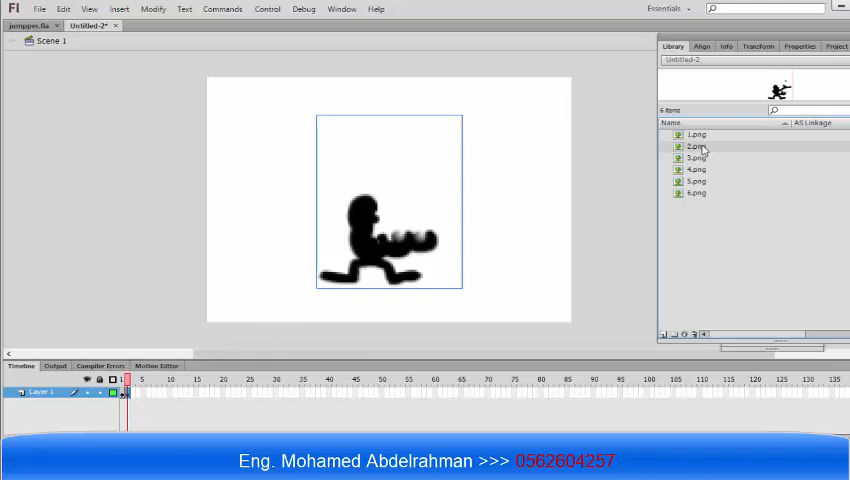 Fl File Edit View Insert Modify Text Commands Control Debug Window Help Essentials
jumpper.fla × Untitled-2* ×
Scene 1
Library Align Info Transform Properties Project
Untitled-2
6 items
Name AS Linkage
1.png
2.png
3.png
4.png
5.png
6.png
Timeline Output Compiler Errors Motion Editor
1 5 10 15 20 25 30 35 40 45 50 55 60 65 70 75 80 85 90 95 100 105 110 115 120 125 130 135
Layer 1
Eng. Mohamed Abdelrahman >>> 0562604257